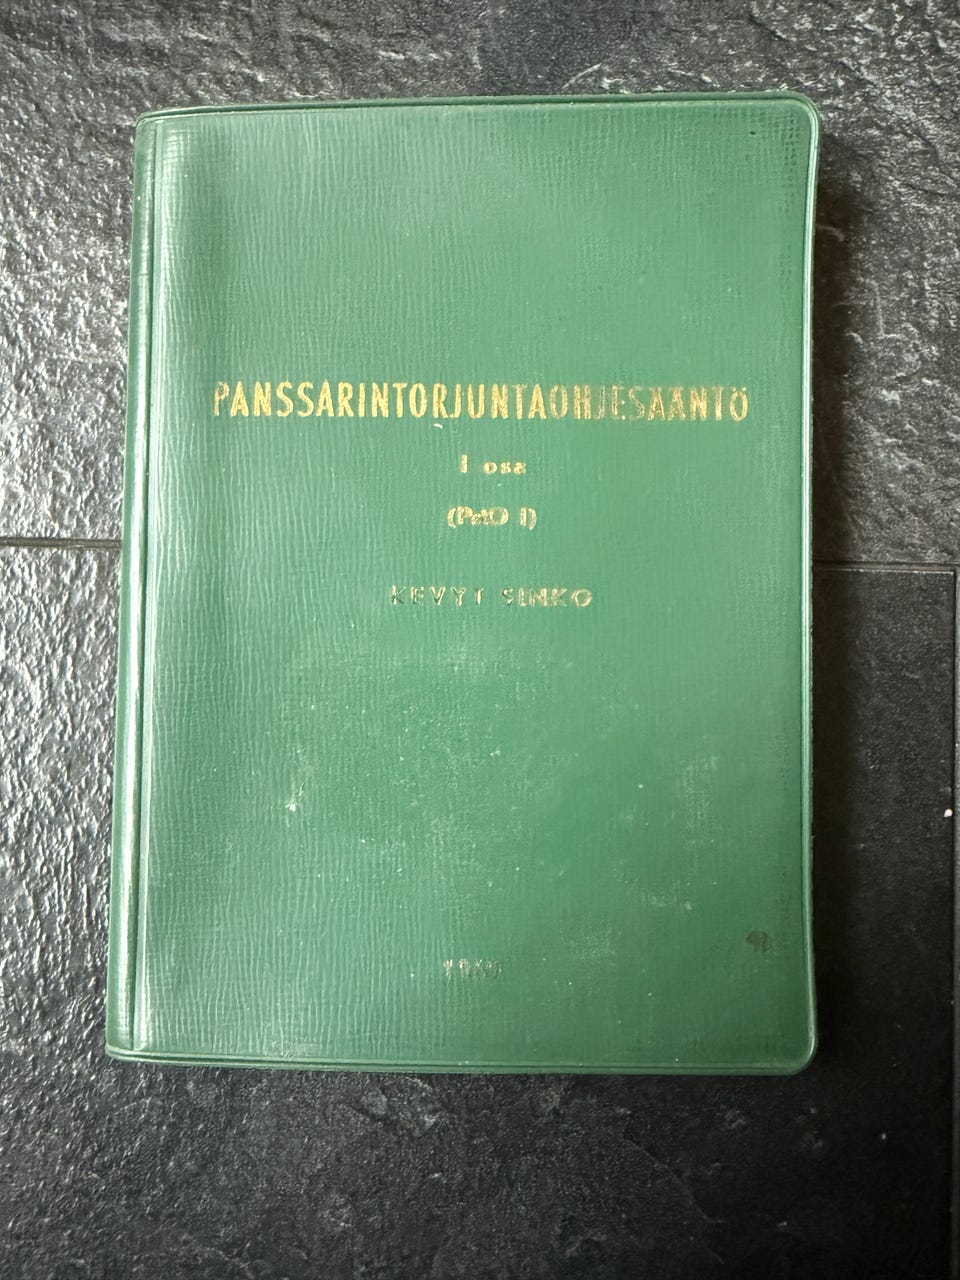 PANSSARINTORJUNTAOHJESÄÄNTÖ
I osa
(PstO I)
KEVYT SINKO